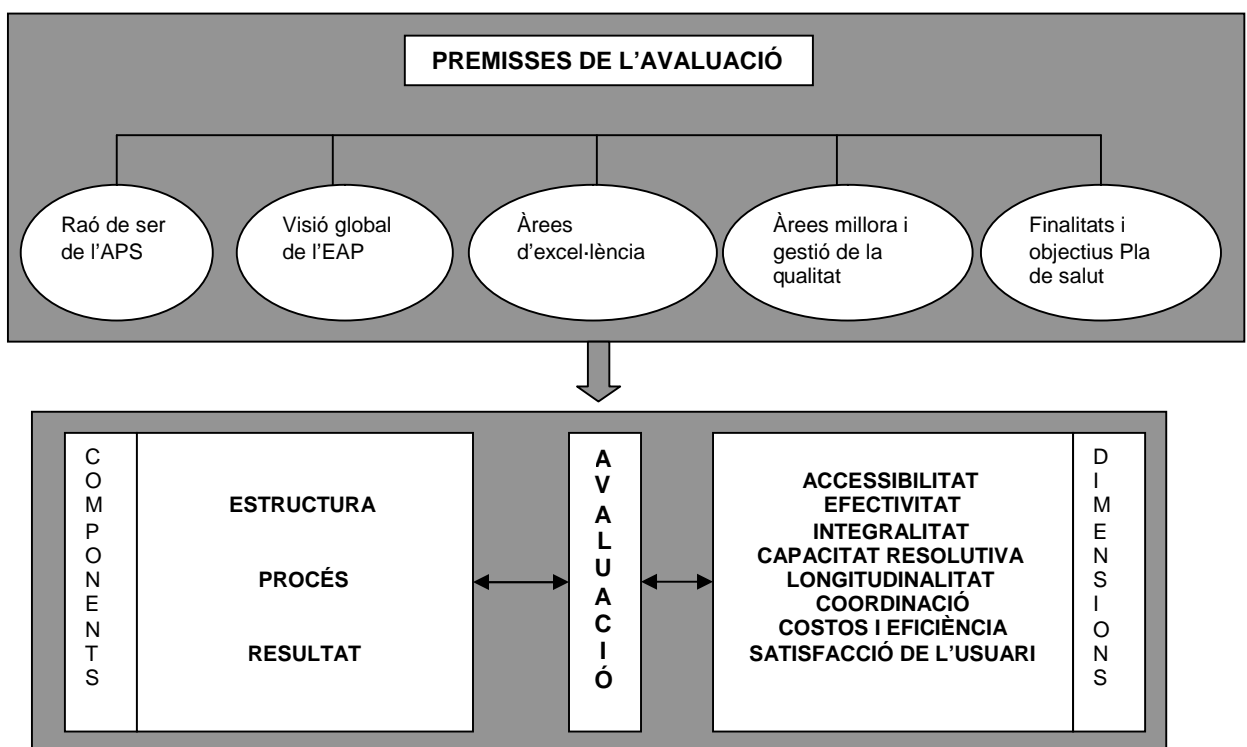 PREMISSES DE L'AVALUACIÓ
Raó de ser
de l'APS
Visió global
de l'EAP
Àrees
d'excel·lència
Àrees millora i
gestió de la
qualitat
Finalitats i
objectius Pla
de salut
COMPONENTS
ESTRUCTURA
PROCÉS
RESULTAT
AVALUACIÓ
ACCESSIBILITAT
EFECTIVITAT
INTEGRALITAT
CAPACITAT RESOLUTIVA
LONGITUDINALITAT
COORDINACIÓ
COSTOS I EFICIÈNCIA
SATISFACCIÓ DE L'USUARI
DIMENSIONS